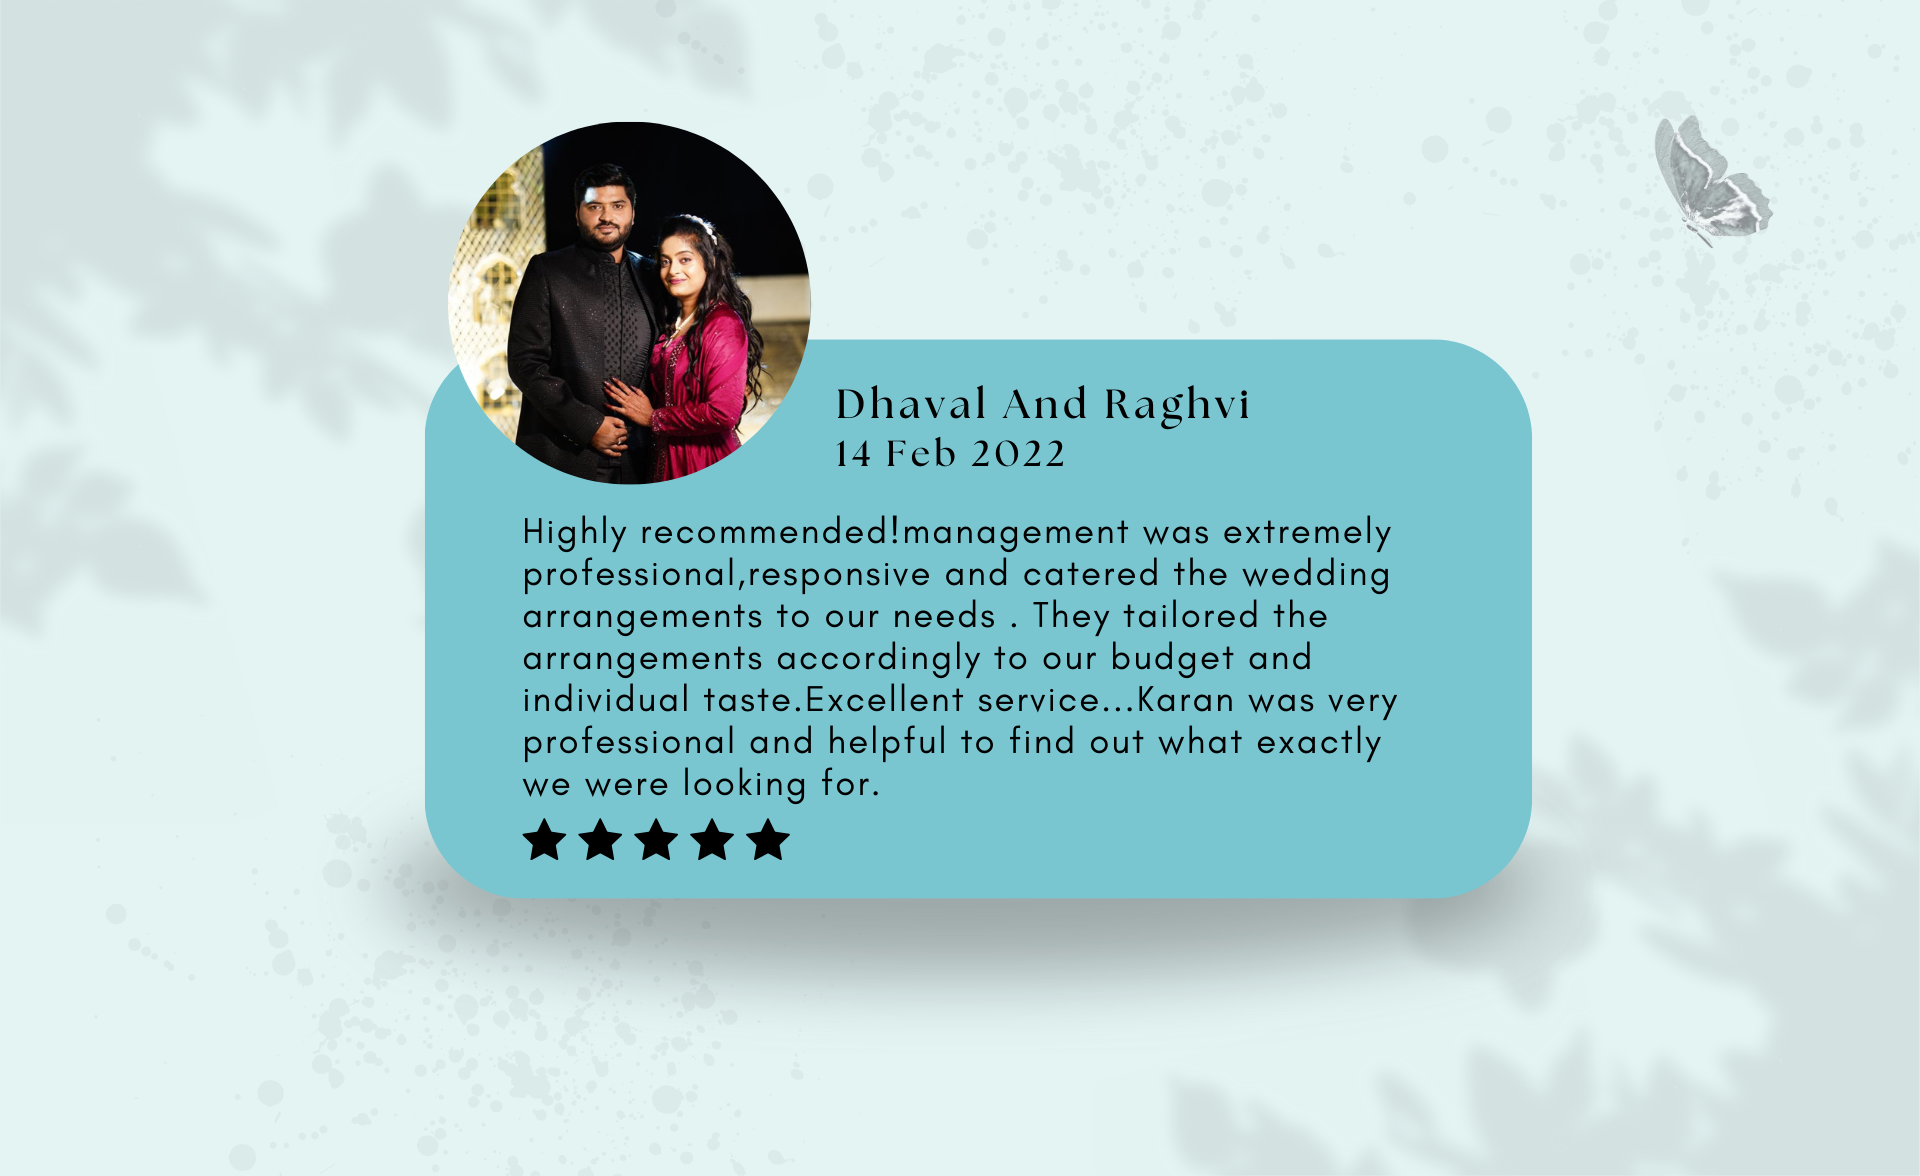 Dhaval And Raghvi
14 Feb 2022
Highly recommended!management was extremely
professional,responsive and catered the wedding
arrangements to our needs . They tailored the
arrangements accordingly to our budget and
individual taste.Excellent service...Karan was very
professional and helpful to find out what exactly
we were looking for.